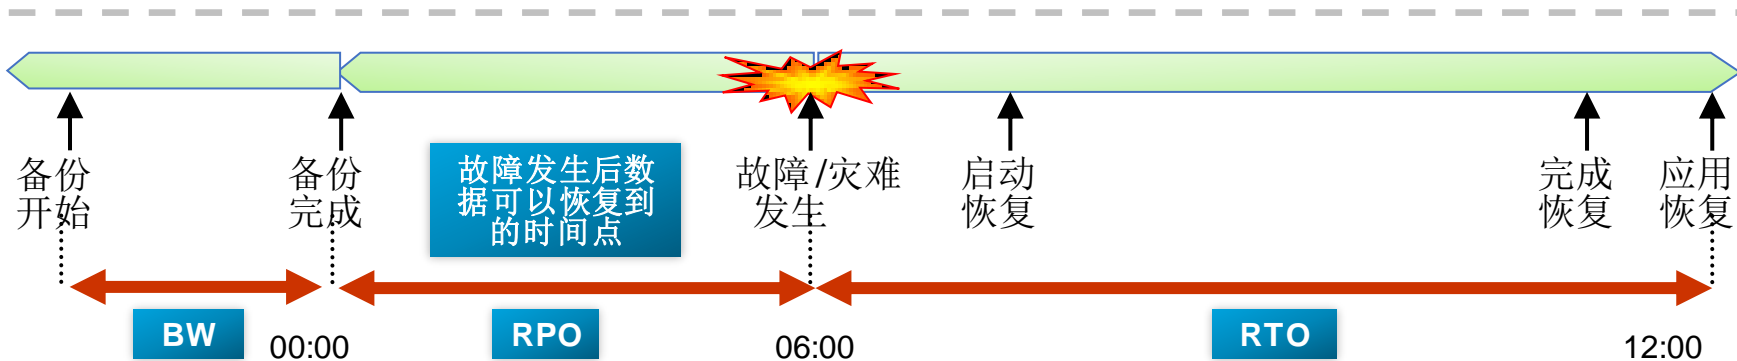 备份
开始
备份
完成
故障发生后数
据可以恢复到
的时间点
故障/灾难
发生
启动
恢复
完成
恢复
应用
恢复
BW
00:00
RPO
06:00
RTO
12:00